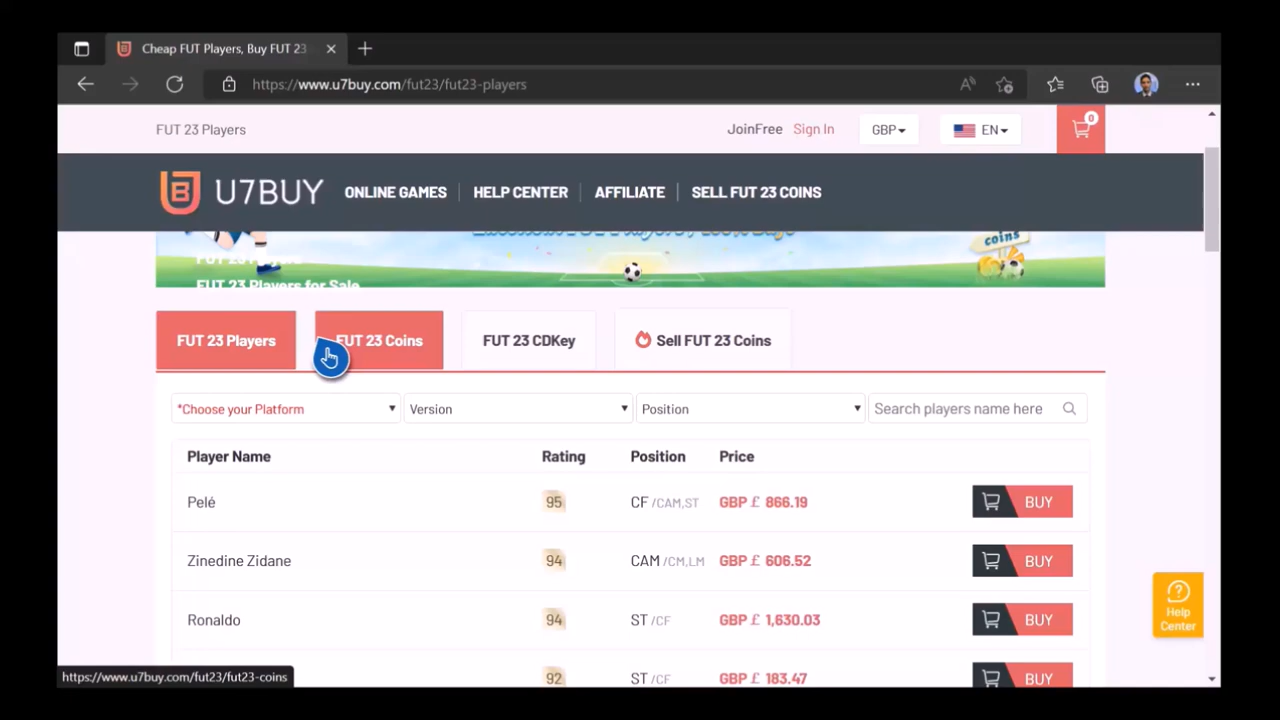 Cheap FUT Players, Buy FUT 23
https://www.u7buy.com/fut23/fut23-players
FUT 23 Players
JoinFree Sign In GBP EN 0
U7BUY ONLINE GAMES HELP CENTER AFFILIATE SELL FUT 23 COINS
coins
FUT 23 Players for Sale
FUT 23 Players FUT 23 Coins FUT 23 CDKey Sell FUT 23 Coins
*Choose your Platform Version Position Search players name here
Player Name Rating Position Price
Pelé 95 CF /CAM,ST GBP £ 866.19 BUY
Zinedine Zidane 94 CAM /CM,LM GBP £ 606.52 BUY
Ronaldo 94 ST /CF GBP £ 1,630.03 BUY
92 ST /CF GBP £ 183.47 BUY
Help
Center
https://www.u7buy.com/fut23/fut23-coins